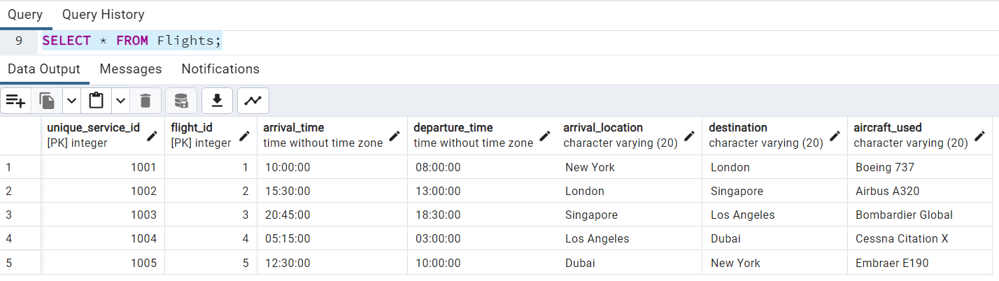 Query Query History
9 SELECT * FROM Flights;
Data Output Messages Notifications
unique_service_id flight_id arrival_time departure_time arrival_location destination aircraft_used
[PK] integer [PK] integer time without time zone time without time zone character varying (20) character varying (20) character varying (20)
1 1001 1 10:00:00 08:00:00 New York London Boeing 737
2 1002 2 15:30:00 13:00:00 London Singapore Airbus A320
3 1003 3 20:45:00 18:30:00 Singapore Los Angeles Bombardier Global
4 1004 4 05:15:00 03:00:00 Los Angeles Dubai Cessna Citation X
5 1005 5 12:30:00 10:00:00 Dubai New York Embraer E190